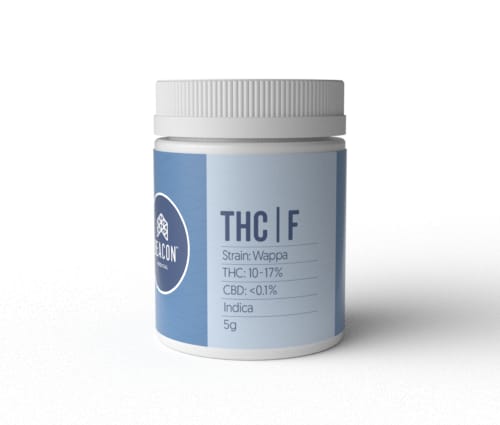 THC | F
Strain: Wappa
THC: 10-17%
CBD: <0.1%
Indica
5g